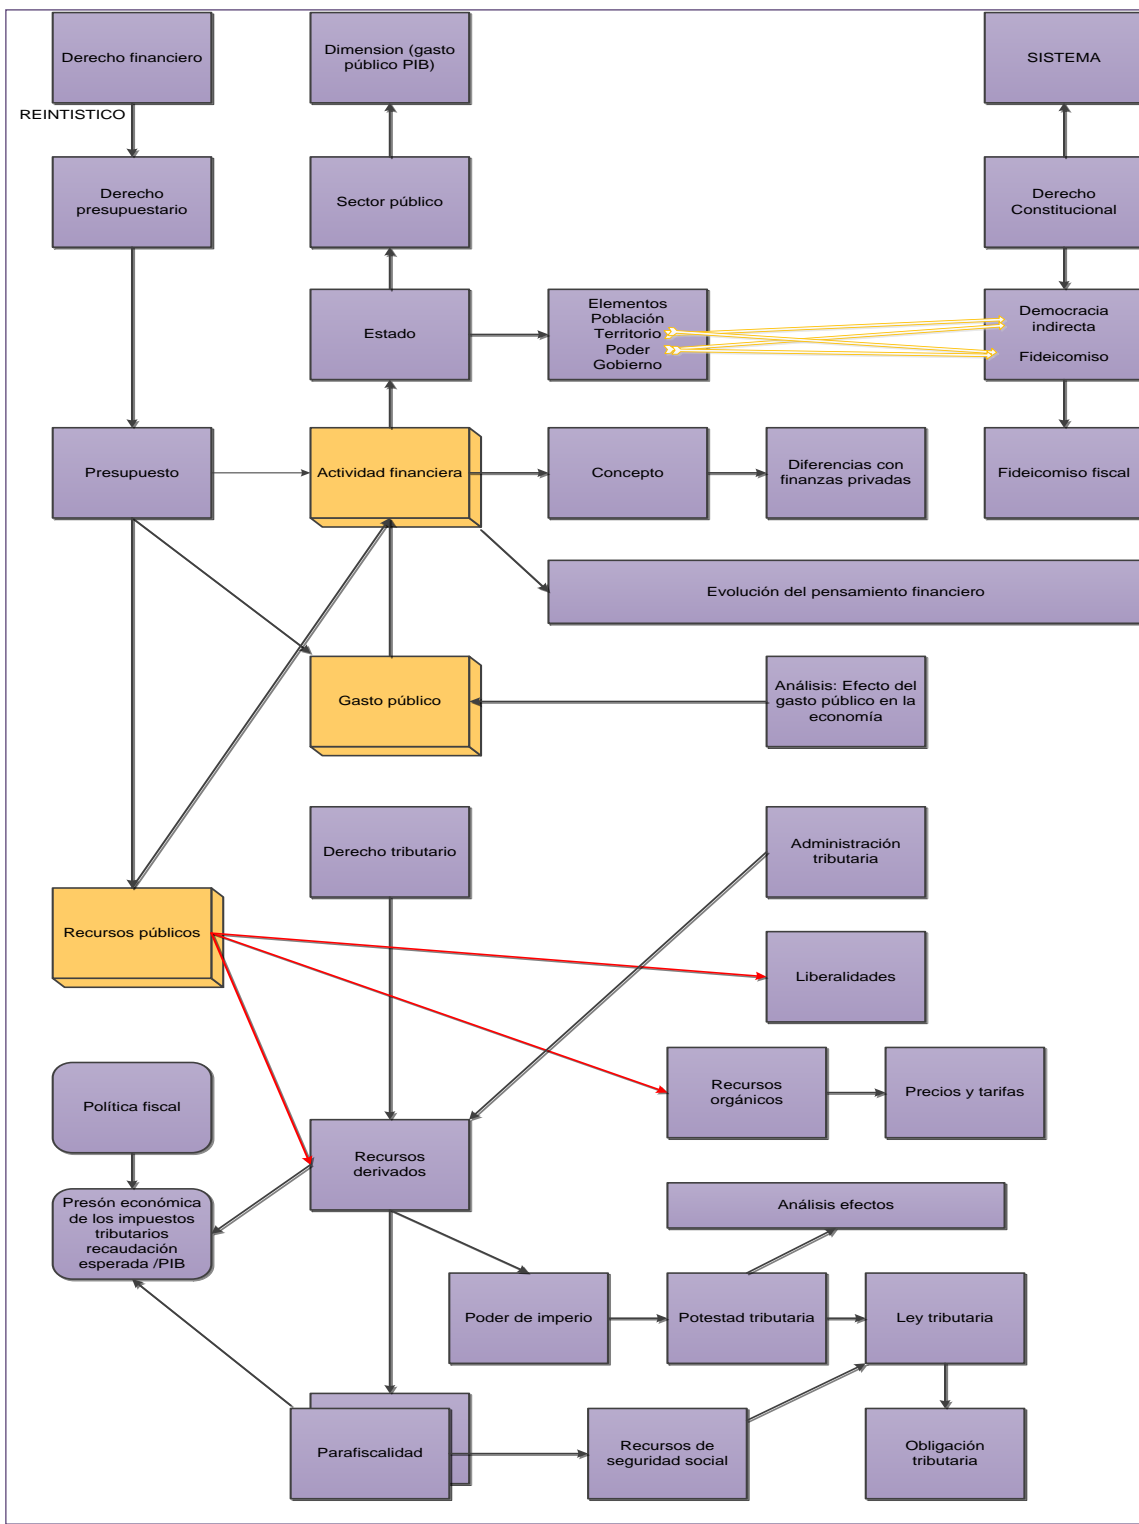 Derecho financiero
Dimension (gasto
público PIB)
SISTEMA
REINTISTICO
Derecho
presupuestario
Sector público
Derecho
Constitucional
Estado
Elementos
Población
Territorio
Poder
Gobierno
Democracia
indirecta
Fideicomiso
Presupuesto
Actividad financiera
Concepto
Diferencias con
finanzas privadas
Fideicomiso fiscal
Evolución del pensamiento financiero
Gasto público
Análisis: Efecto del
gasto público en la
economía
Derecho tributario
Administración
tributaria
Recursos públicos
Liberalidades
Política fiscal
Recursos
orgánicos
Precios y tarifas
Recursos
derivados
Presón económica
de los impuestos
tributarios
recaudación
esperada /PIB
Análisis efectos
Poder de imperio
Potestad tributaria
Ley tributaria
Parafiscalidad
Recursos de
seguridad social
Obligación
tributaria